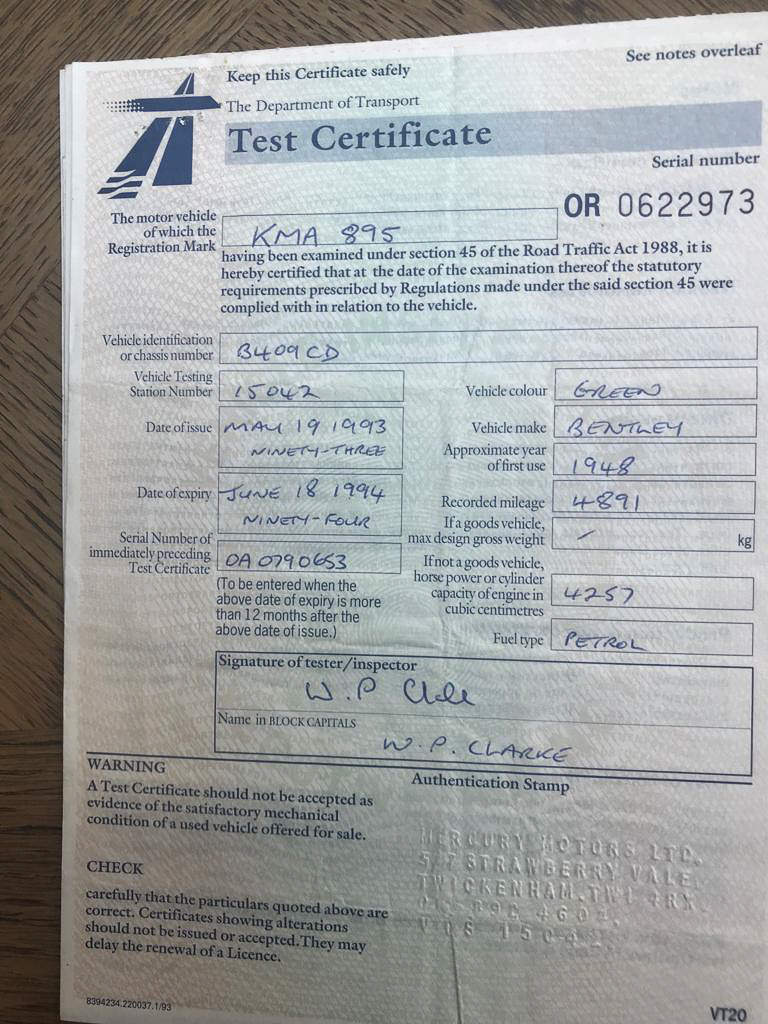 See notes overleaf
Keep this Certificate safely
The Department of Transport
Test Certificate
Serial number
OR 0622973
The motor vehicle
of which the
Registration Mark
KMA 895
having been examined under section 45 of the Road Traffic Act 1988, it is
hereby certified that at the date of the examination thereof the statutory
requirements prescribed by Regulations made under the said section 45 were
complied with in relation to the vehicle.
Vehicle identification
or chassis number
B409CD
Vehicle Testing
Station Number
15042
Vehicle colour
GREEN
Date of issue
MAY 19 1993
NINETY-THREE
Vehicle make
BENTLEY
Approximate year
of first use
1948
Date of expiry
JUNE 18 1994
NINETY-FOUR
Recorded mileage
4891
If a goods vehicle,
max design gross weight
/
kg
Serial Number of
immediately preceding
Test Certificate
OA 0790653
(To be entered when the
above date of expiry is more
than 12 months after the
above date of issue.)
If not a goods vehicle,
horse power or cylinder
capacity of engine in
cubic centimetres
4257
Fuel type
PETROL
Signature of tester/inspector
W.P
Name in BLOCK CAPITALS
W.P. CLARKE
WARNING
A Test Certificate should not be accepted as
evidence of the satisfactory mechanical
condition of a used vehicle offered for sale.
Authentication Stamp
MERCURY MOTORS LTD.
5/7 STRAWBERRY VALE,
TWICKENHAM, TW1 4RX
VTS 15042
CHECK
carefully that the particulars quoted above are
correct. Certificates showing alterations
should not be issued or accepted. They may
delay the renewal of a Licence.
8394234.220037.1/93
VT20